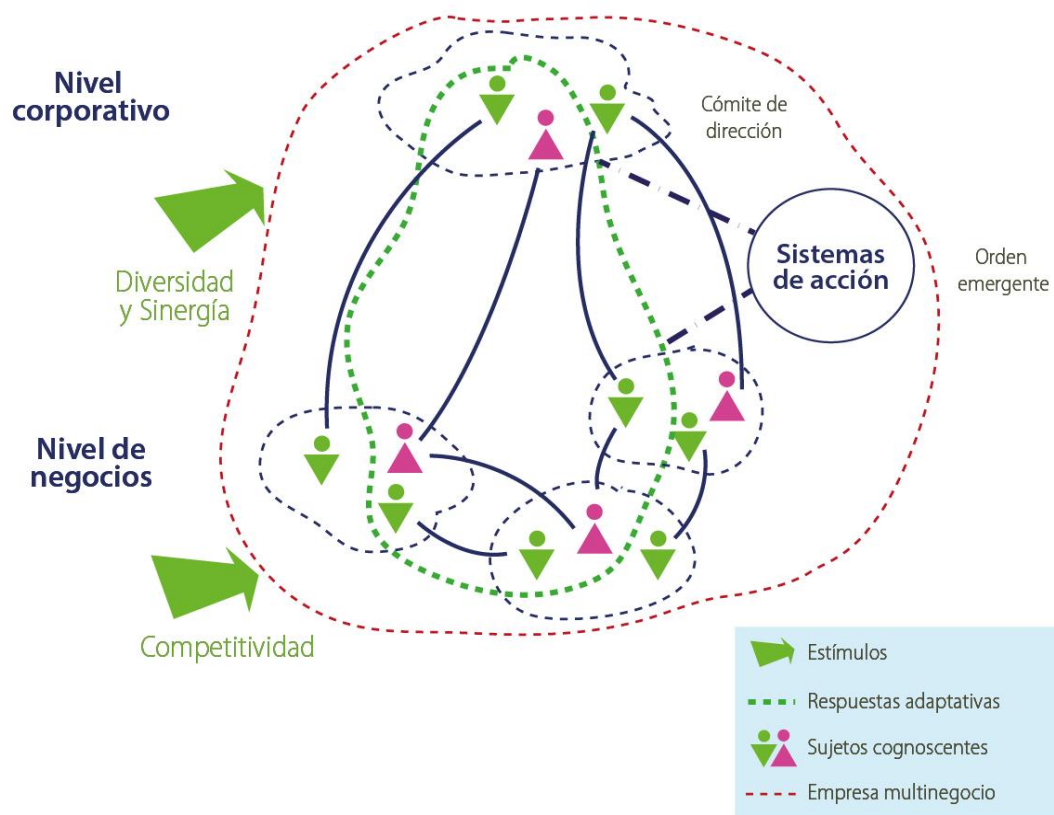 Nivel
corporativo
Cómite de
dirección
Diversidad
y Sinergía
Sistemas
de acción
Orden
emergente
Nivel de
negocios
Competitividad
Estímulos
Respuestas adaptativas
Sujetos cognoscentes
Empresa multinegocio